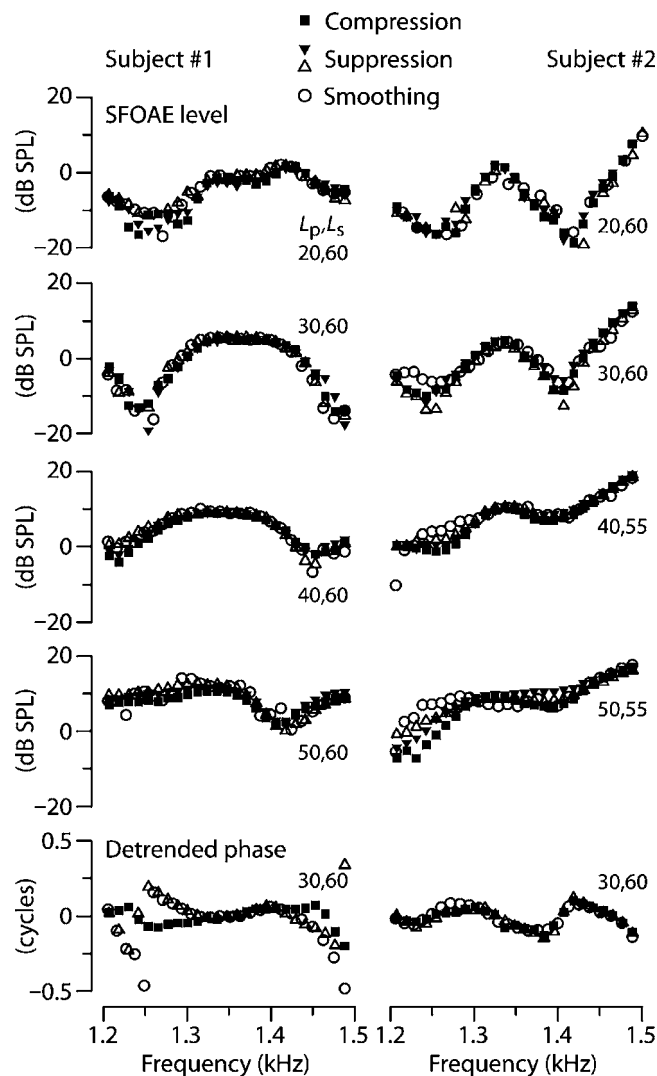 ■ Compression
Subject #1 ▼△ Suppression Subject #2
○ Smoothing
SFOAE level
20
0
−20
(dB SPL)
Lp,Ls
20,60
20,60
20
0
−20
(dB SPL)
30,60
30,60
20
0
−20
(dB SPL)
40,60
40,55
20
0
−20
(dB SPL)
50,60
50,55
Detrended phase
0.5
0
−0.5
(cycles)
30,60
30,60
1.2 1.3 1.4 1.5
1.2 1.3 1.4 1.5
Frequency (kHz)
Frequency (kHz)